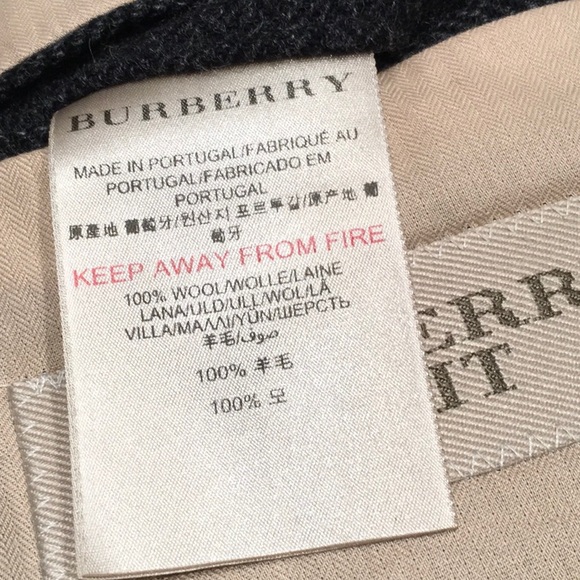 BURBERRY
MADE IN PORTUGAL/FABRIQUÉ AU
PORTUGAL/FABRICADO EM
PORTUGAL
原產地 葡萄牙/원산지 포르투갈/原产地 葡
萄牙
KEEP AWAY FROM FIRE
100% WOOL/WOLLE/LAINE
LANA/ULD/ULL/WOL/LÃ
VILLA/ΜΑΛΛΙ/YÜN/ШЕРСТЬ
羊毛/صوف
100% 羊毛
100% 모
ERR
IT